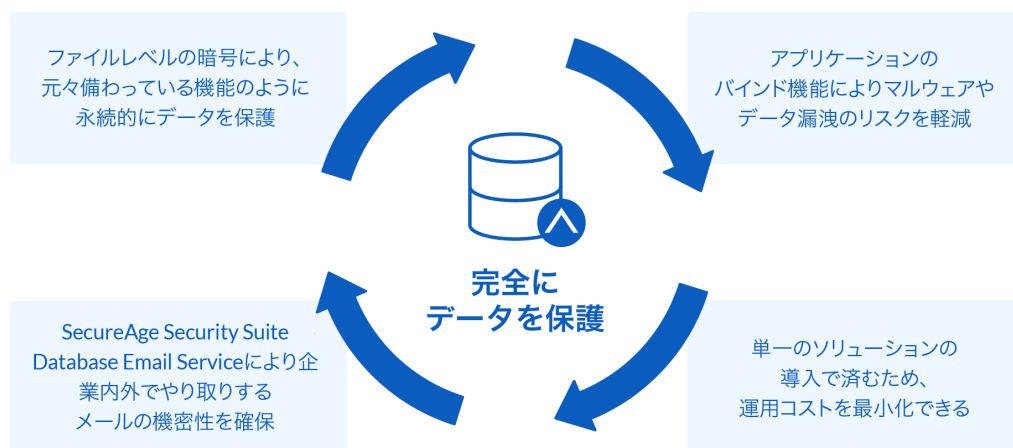 ファイルレベルの暗号により、
元々備わっている機能のように
永続的にデータを保護
アプリケーションの
バインド機能によりマルウェアや
データ漏洩のリスクを軽減
完全に
データを保護
SecureAge Security Suite
Database Email Serviceにより企
業内外でやり取りする
メールの機密性を確保
単一のソリューションの
導入で済むため、
運用コストを最小化できる